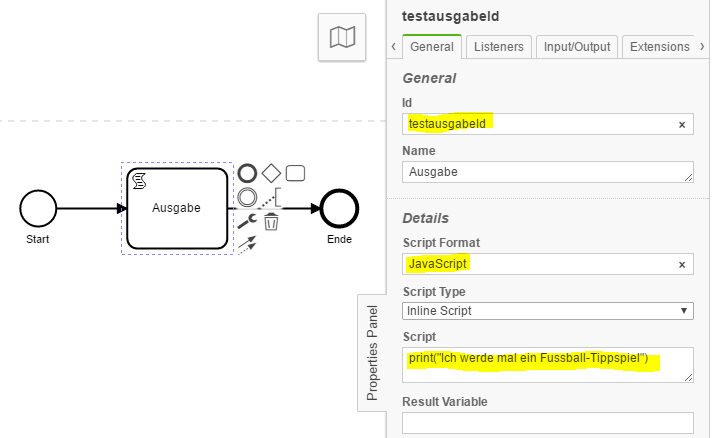 testausgabeId
General
Listeners
Input/Output
Extensions
General
Id
testausgabeId
Name
Ausgabe
Details
Script Format
JavaScript
Script Type
Inline Script
Script
print("Ich werde mal ein Fussball-Tippspiel")
Result Variable
Properties Panel
Start
Ausgabe
Ende